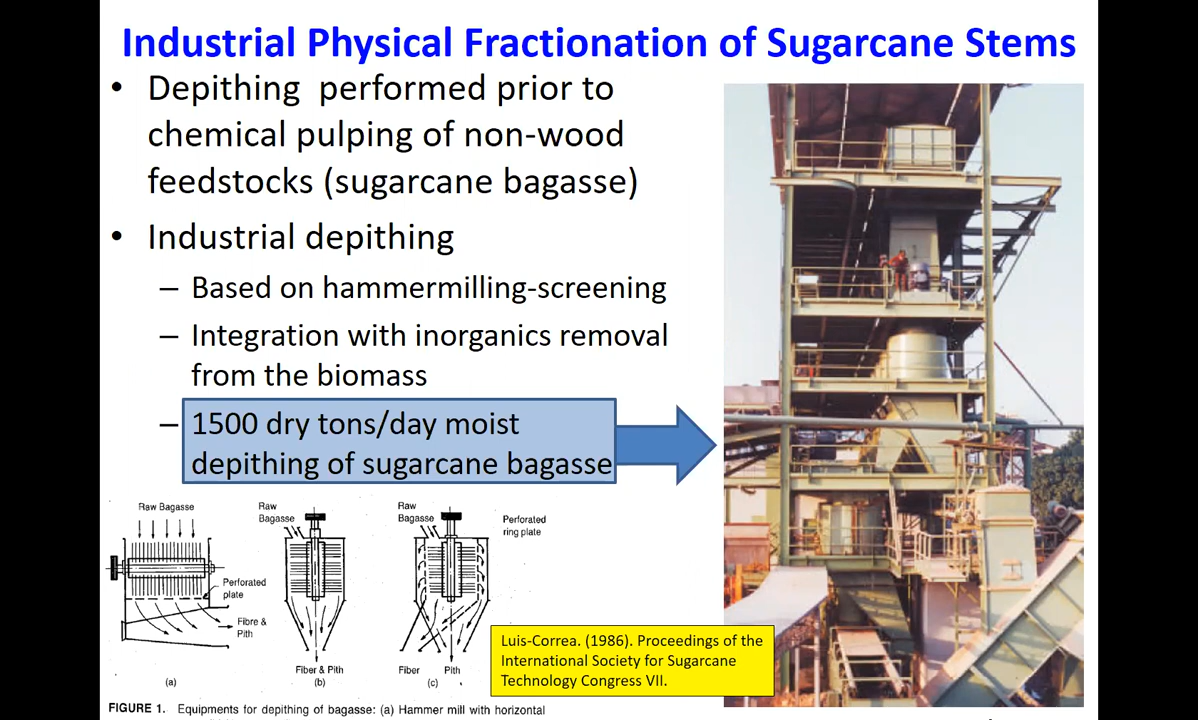 Industrial Physical Fractionation of Sugarcane Stems
• Depithing performed prior to
chemical pulping of non-wood
feedstocks (sugarcane bagasse)
• Industrial depithing
– Based on hammermilling-screening
– Integration with inorganics removal
from the biomass
– 1500 dry tons/day moist
depithing of sugarcane bagasse
Raw Bagasse
Perforated
plate
Fibre &
Pith
(a)
Raw
Bagasse
Fiber & Pith
(b)
Raw
Bagasse
Perforated
ring plate
Fiber Pith
(c)
Luis-Correa. (1986). Proceedings of the
International Society for Sugarcane
Technology Congress VII.
FIGURE 1. Equipments for depithing of bagasse: (a) Hammer mill with horizontal